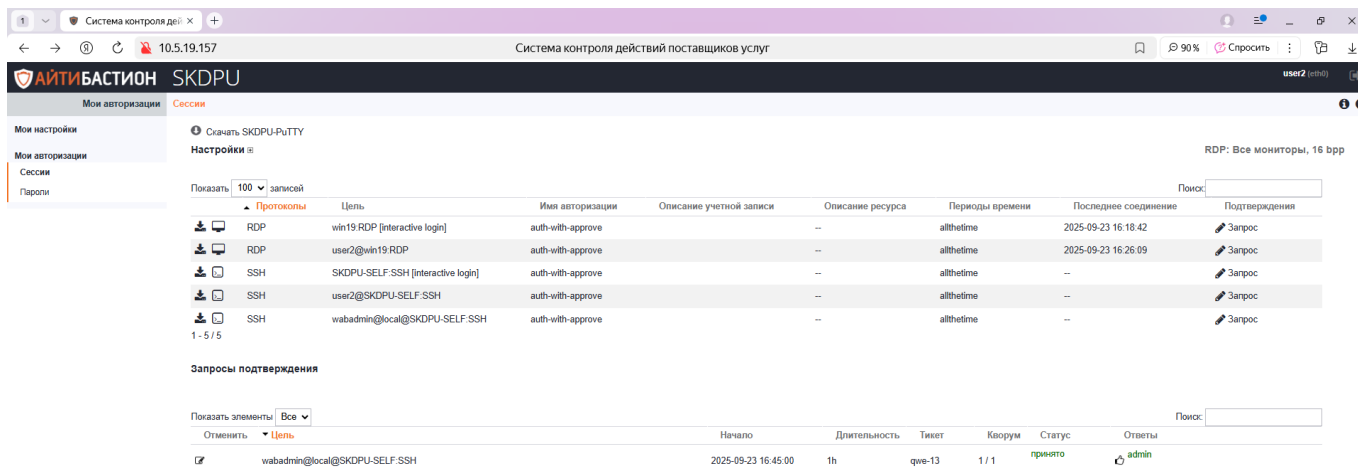 1 Система контроля дей × +
10.5.19.157 Система контроля действий поставщиков услуг 90 % Спросить
АЙТИБАСТИОН SKDPU user2 (eth0)
Мои авторизации Сессии
Мои настройки
Мои авторизации
Сессии
Пароли
Скачать SKDPU-PuTTY
Настройки
RDP: Все мониторы, 16 bpp
Показать 100 записей Поиск:
Протоколы Цель Имя авторизации Описание учетной записи Описание ресурса Периоды времени Последнее соединение Подтверждения
RDP win19:RDP [interactive login] auth-with-approve -- allthetime 2025-09-23 16:18:42 Запрос
RDP user2@win19:RDP auth-with-approve -- allthetime 2025-09-23 16:26:09 Запрос
SSH SKDPU-SELF:SSH [interactive login] auth-with-approve -- allthetime -- Запрос
SSH user2@SKDPU-SELF:SSH auth-with-approve -- allthetime -- Запрос
SSH wabadmin@local@SKDPU-SELF:SSH auth-with-approve -- allthetime -- Запрос
1 - 5 / 5
Запросы подтверждения
Показать элементы Все Поиск:
Отменить Цель Начало Длительность Тикет Кворум Статус Ответы
wabadmin@local@SKDPU-SELF:SSH 2025-09-23 16:45:00 1h qwe-13 1 / 1 принято admin